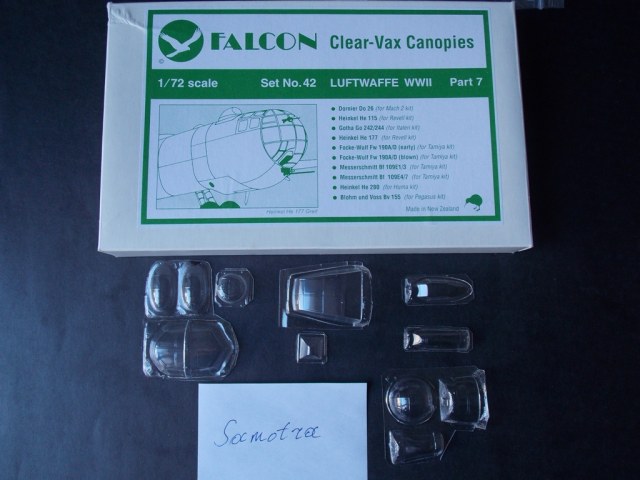 FALCON Clear-Vax Canopies
©
1/72 scale Set No.42 LUFTWAFFE WWII Part 7
Dornier Do 26 (for Mach 2 kit)
Heinkel He 115 (for Revell kit)
Gotha Go 242/244 (for Italeri kit)
Heinkel He 177 (for Revell kit)
Focke-Wulf Fw 190A/D (early) (for Tamiya kit)
Focke-Wulf Fw 190A/D (blown) (for Tamiya kit)
Messerschmitt Bf 109E1/3 (for Tamiya kit)
Messerschmitt Bf 109E4/7 (for Tamiya kit)
Heinkel He 280 (for Huma kit)
Blohm und Voss Bv 155 (for Pegasus kit)
Heinkel He 177 Greif
Made in New Zealand
Samotra